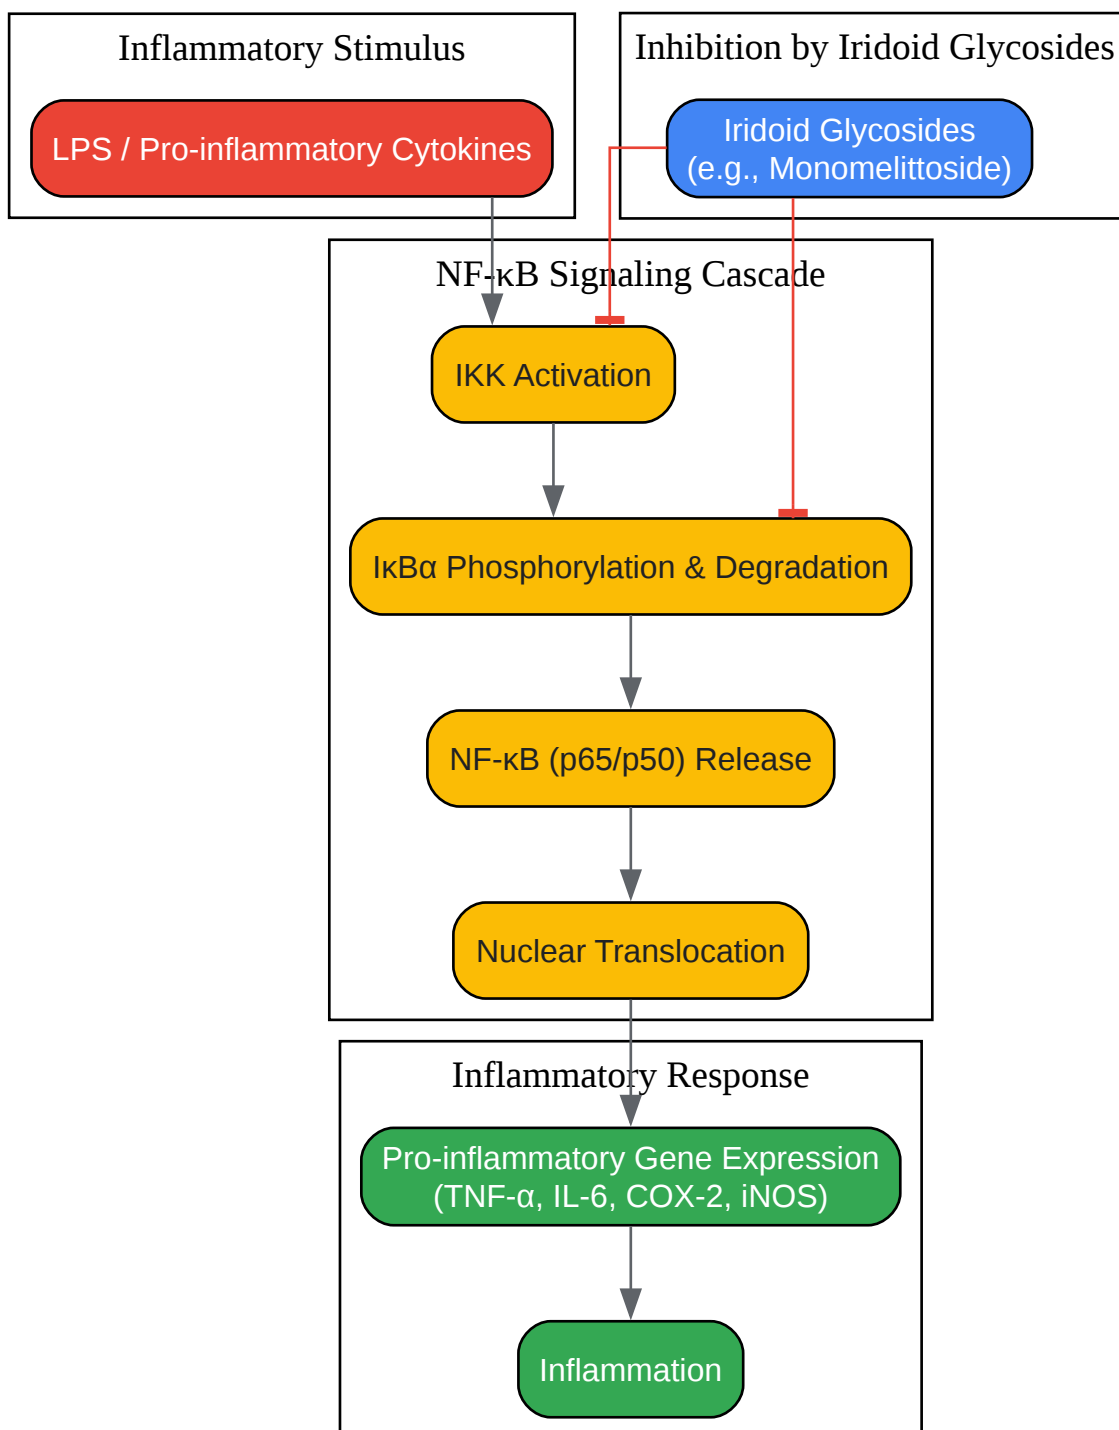 Inflammatory Stimulus
LPS / Pro-inflammatory Cytokines
Inhibition by Iridoid Glycosides
Iridoid Glycosides
(e.g., Monomelittoside)
NF-κB Signaling Cascade
IKK Activation
IκBα Phosphorylation & Degradation
NF-κB (p65/p50) Release
Nuclear Translocation
Inflammatory Response
Pro-inflammatory Gene Expression
(TNF-α, IL-6, COX-2, iNOS)
Inflammation